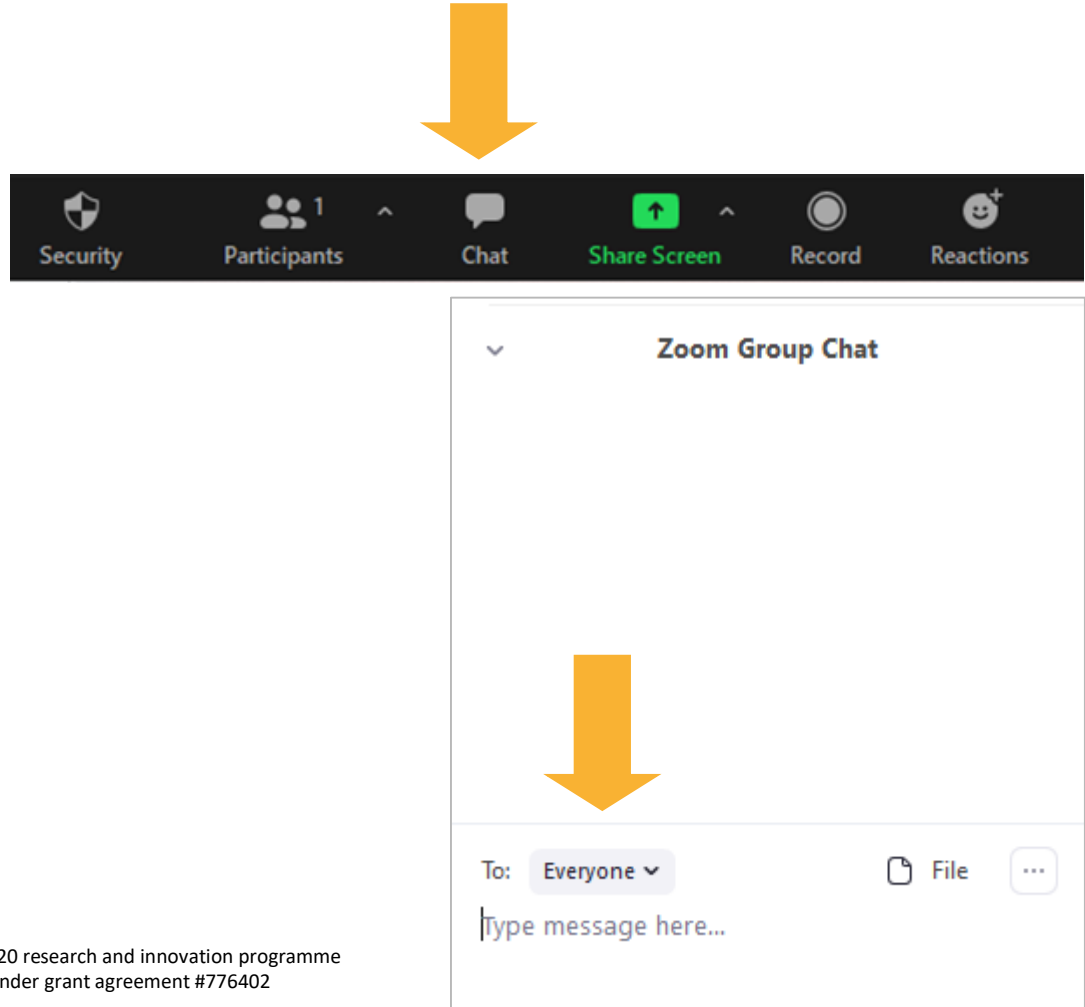 1
Security Participants Chat Share Screen Record Reactions
Zoom Group Chat
To: Everyone File ...
Type message here...
20 research and innovation programme
nder grant agreement #776402